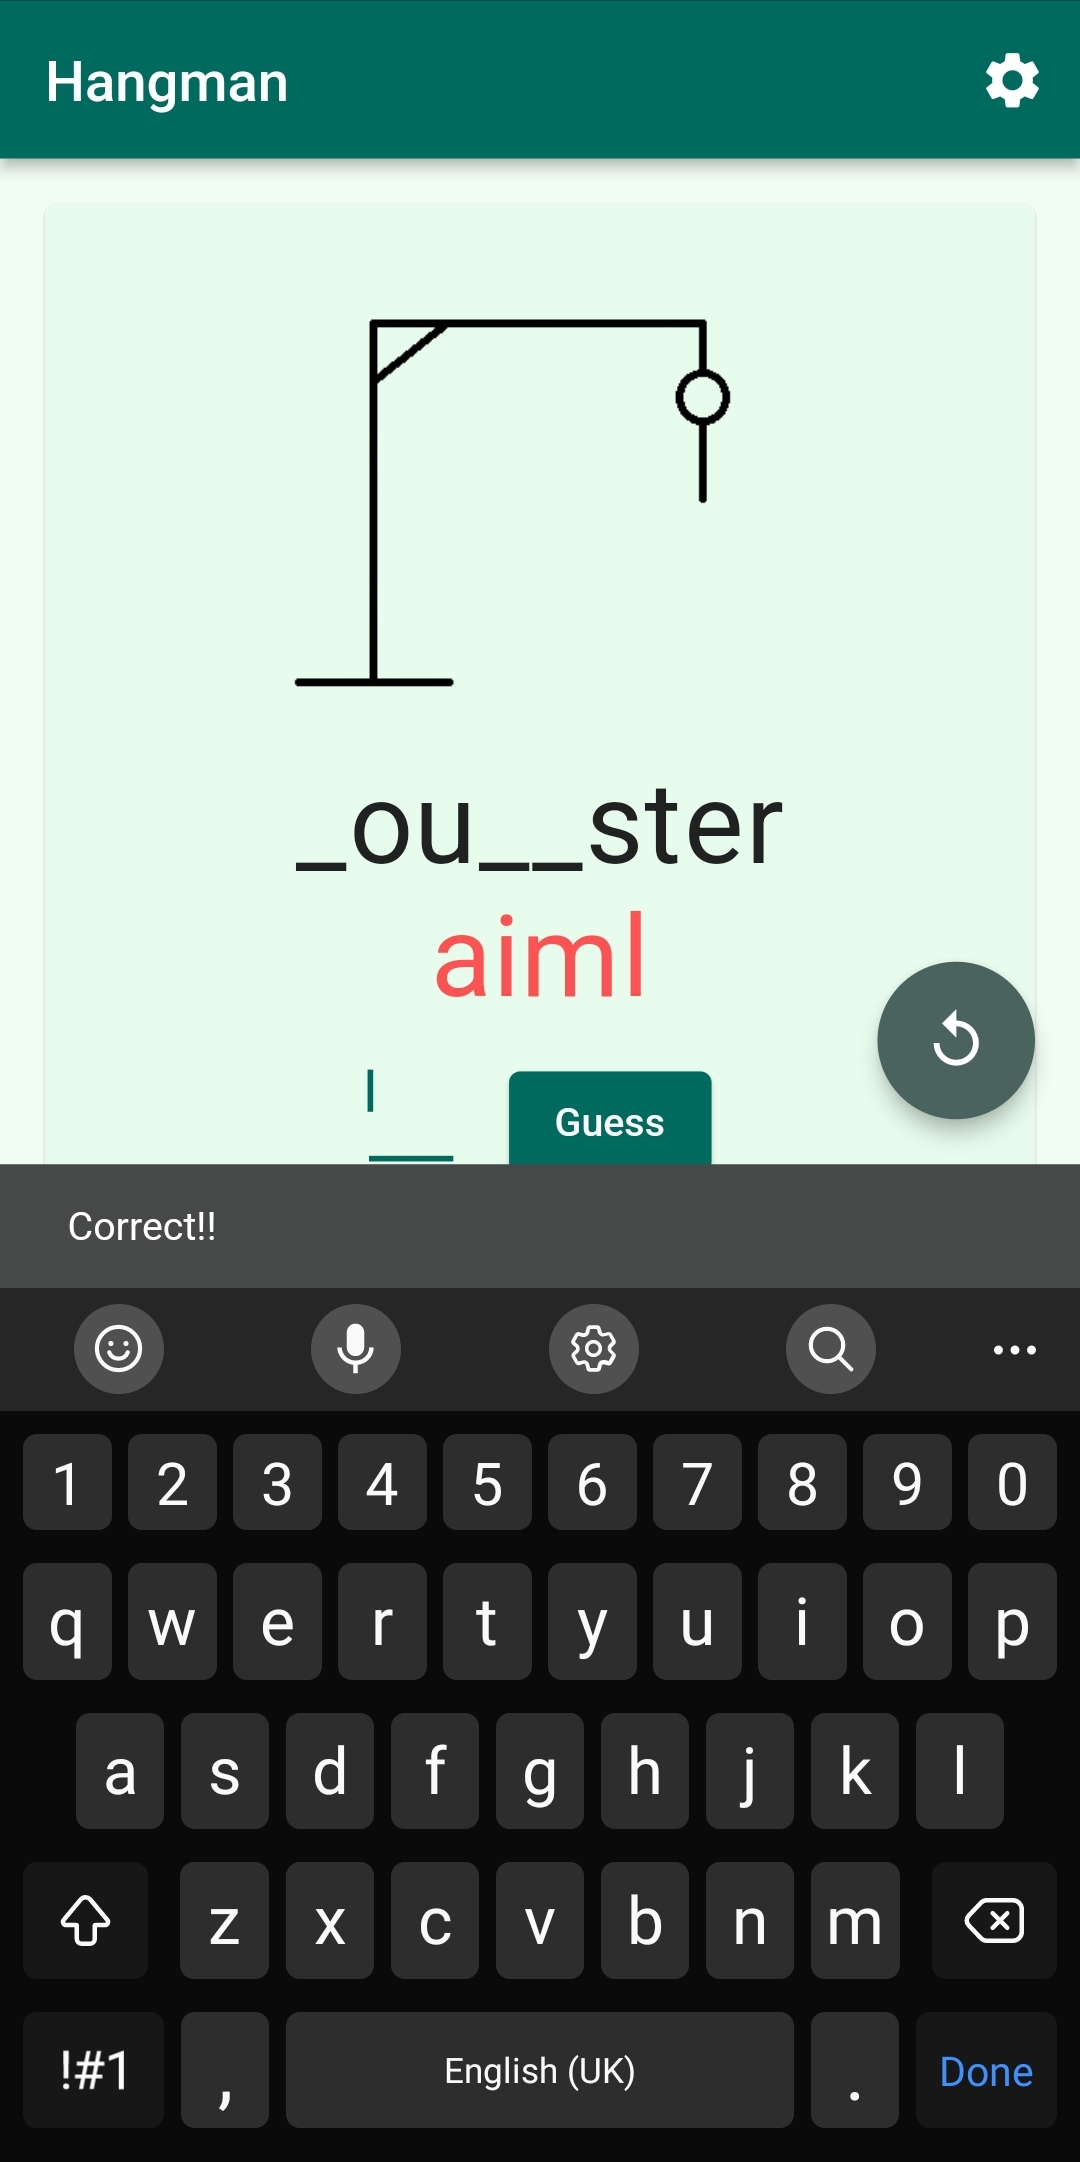 Hangman
_ou__ster
aiml
Guess
Correct!!
1 2 3 4 5 6 7 8 9 0
q w e r t y u i o p
a s d f g h j k l
z x c v b n m
!#1 , English (UK) . Done